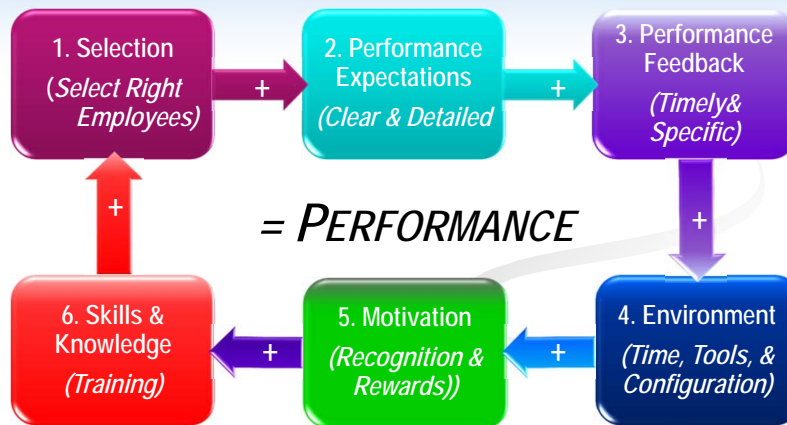 1. Selection
(Select Right
Employees)
+
2. Performance
Expectations
(Clear & Detailed
+
3. Performance
Feedback
(Timely&
Specific)
+
+
= PERFORMANCE
6. Skills &
Knowledge
(Training)
+
5. Motivation
(Recognition &
Rewards))
+
4. Environment
(Time, Tools, &
Configuration)